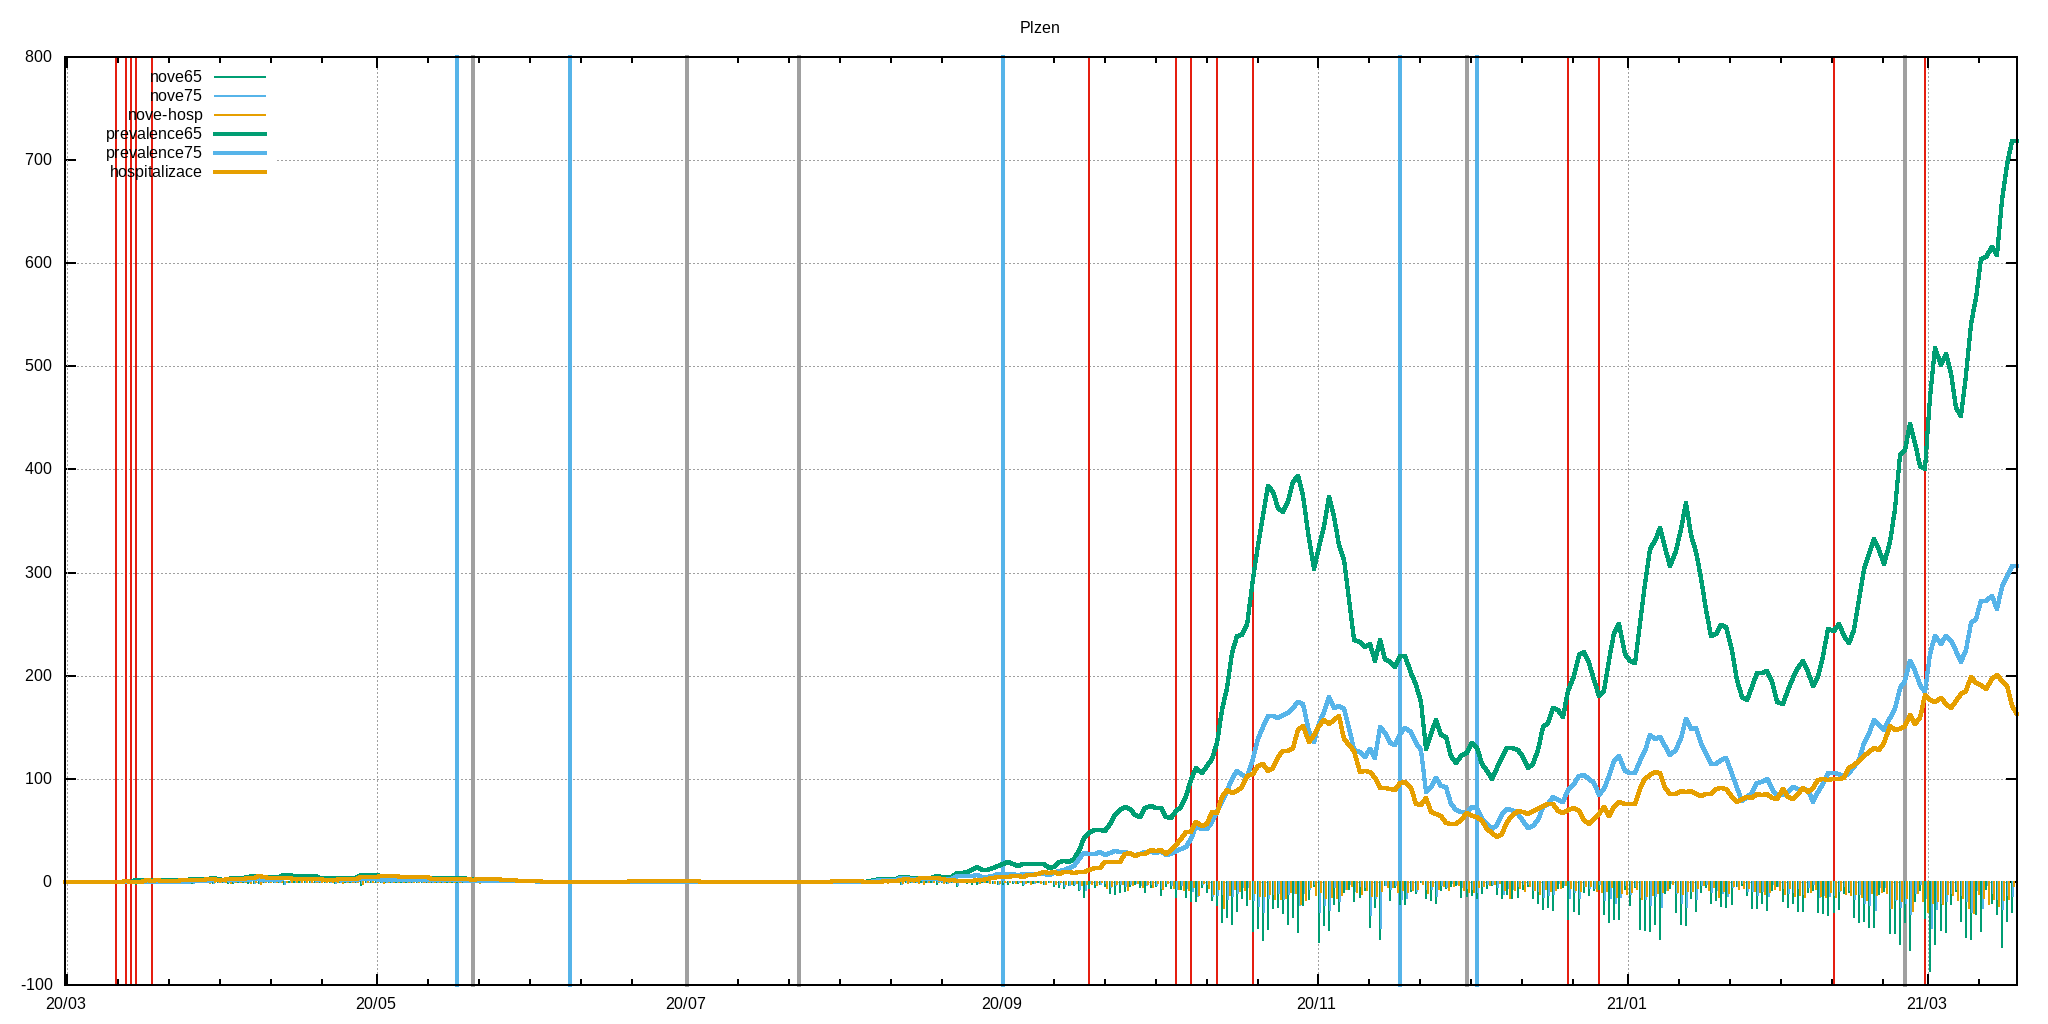 Plzen
800
700
600
500
400
300
200
100
0
-100
nove65
nove75
nove-hosp
prevalence65
prevalence75
hospitalizace
20/03 20/05 20/07 20/09 20/11 21/01 21/03